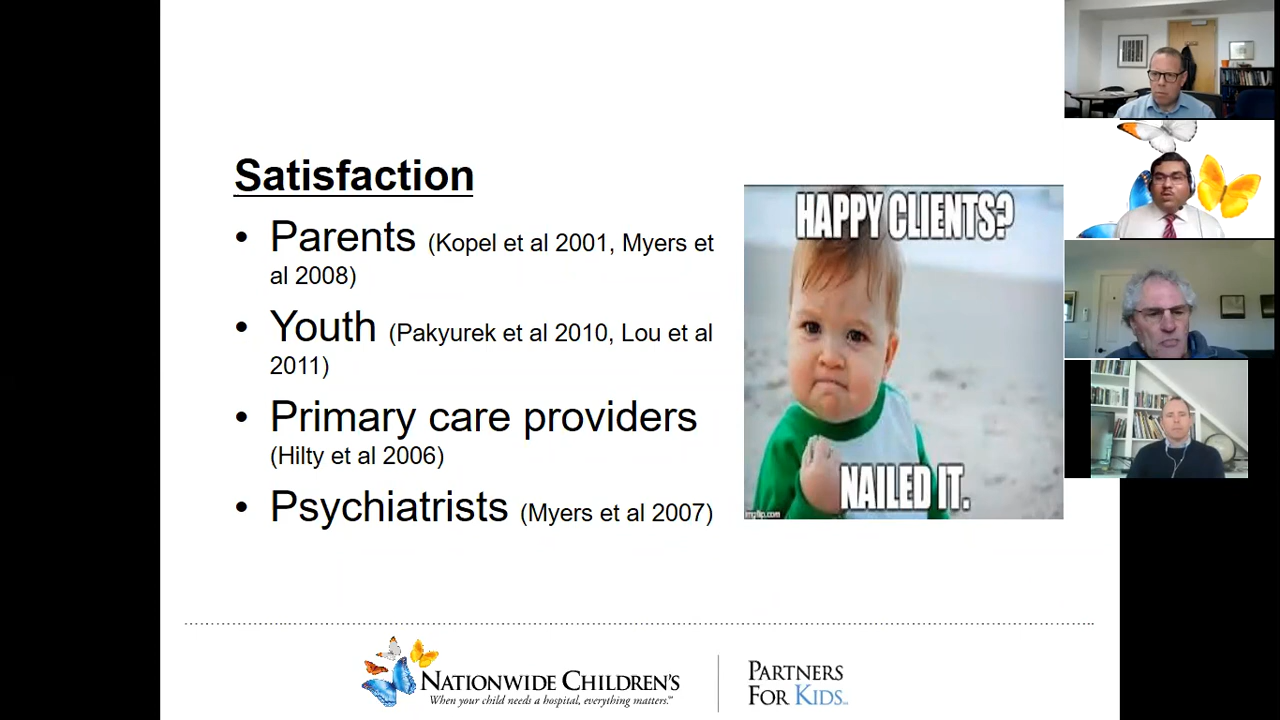 Satisfaction
• Parents (Kopel et al 2001, Myers et
al 2008)
• Youth (Pakyurek et al 2010, Lou et al
2011)
• Primary care providers
(Hilty et al 2006)
• Psychiatrists (Myers et al 2007)
HAPPY CLIENTS?
NAILED IT.
imgflip.com
NATIONWIDE CHILDREN'S
When your child needs a hospital, everything matters.™
PARTNERS
FOR KIDS